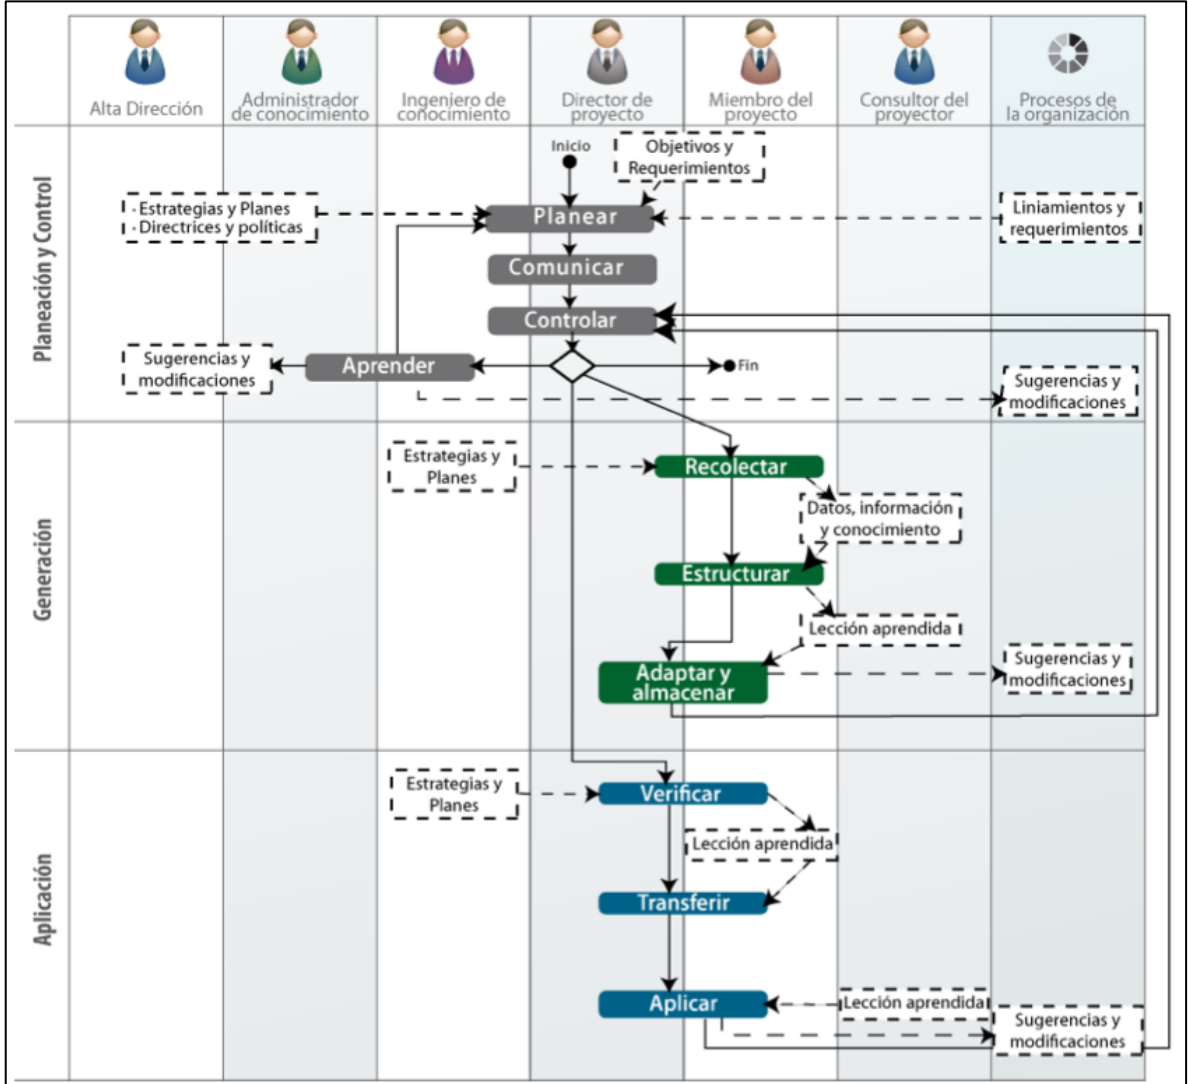 Alta Dirección
Administrador
de conocimiento
Ingeniero de
conocimiento
Director de
proyecto
Miembro del
proyecto
Consultor del
proyector
Procesos de
la organización
Planeación y Control
Inicio
Objetivos y
Requerimientos
· Estrategias y Planes
· Directrices y políticas
Planear
Liniamientos y
requerimientos
Comunicar
Controlar
Sugerencias y
modificaciones
Aprender
Fin
Sugerencias y
modificaciones
Generación
Estrategias y
Planes
Recolectar
Datos, información
y conocimiento
Estructurar
Lección aprendida
Adaptar y
almacenar
Sugerencias y
modificaciones
Aplicación
Estrategias y
Planes
Verificar
Lección aprendida
Transferir
Aplicar
Lección aprendida
Sugerencias y
modificaciones